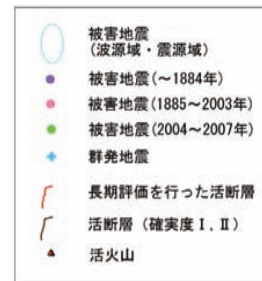 被害地震
(波源域・震源域)
被害地震(～1884年)
被害地震(1885～2003年)
被害地震(2004～2007年)
群発地震
長期評価を行った活断層
活断層（確実度Ⅰ,Ⅱ）
活火山